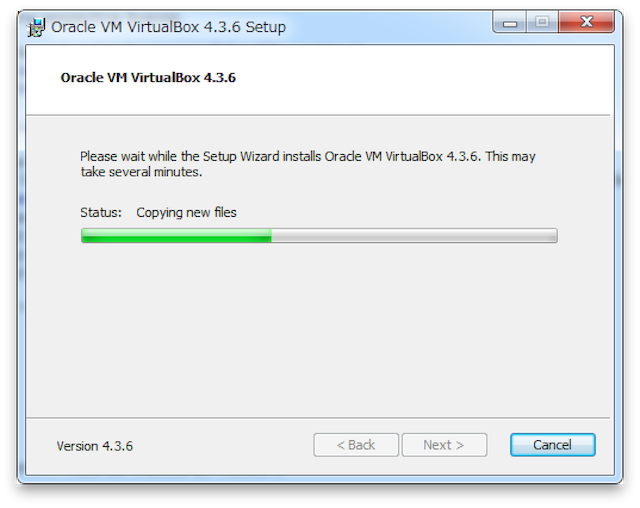 Oracle VM VirtualBox 4.3.6 Setup
Oracle VM VirtualBox 4.3.6
Please wait while the Setup Wizard installs Oracle VM VirtualBox 4.3.6. This may
take several minutes.
Status: Copying new files
Version 4.3.6
< Back
Next >
Cancel